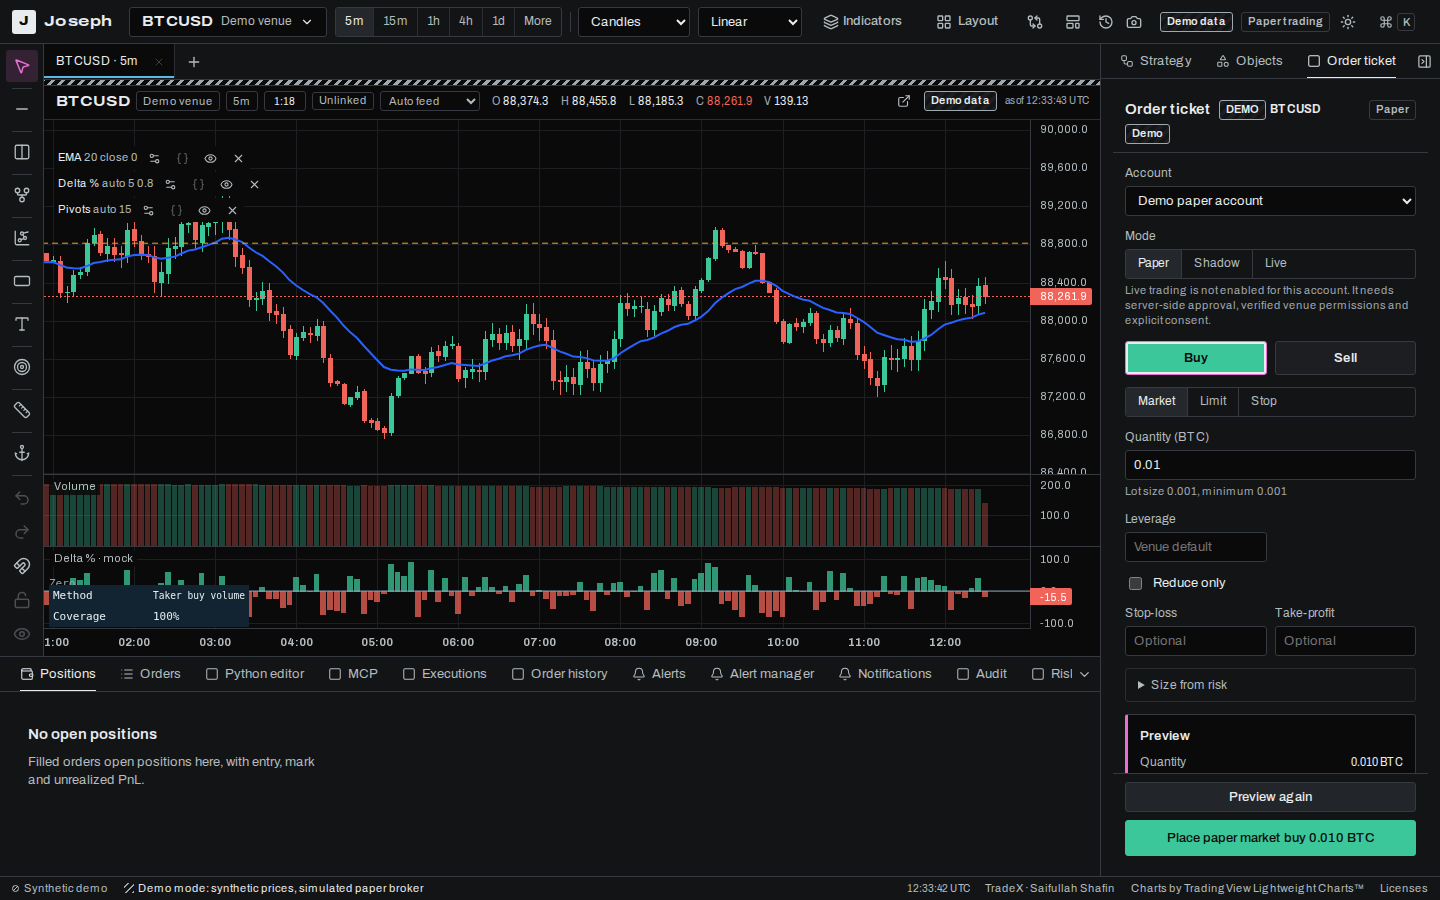 J Joseph BTCUSD Demo venue 5m 15m 1h 4h 1d More Candles Linear Indicators Layout Demo data Paper trading ⌘ K
BTCUSD · 5m
Strategy Objects Order ticket
BTCUSD Demo venue 5m 1:18 Unlinked Auto feed O 88,374.3 H 88,455.8 L 88,185.3 C 88,261.9 V 139.13 Demo data as of 12:33:43 UTC
EMA 20 close 0
Delta % auto 5 0.8
Pivots auto 15
90,000.0
89,600.0
89,200.0
88,800.0
88,400.0
88,261.9
88,000.0
87,600.0
87,200.0
86,800.0
86,400.0
Volume
200.0
100.0
Delta % · mock
100.0
Zero
-15.5
-100.0
Method Taker buy volume
Coverage 100%
1:00 02:00 03:00 04:00 05:00 06:00 07:00 08:00 09:00 10:00 11:00 12:00
Order ticket DEMO BTCUSD Paper
Demo
Account
Demo paper account
Mode
Paper Shadow Live
Live trading is not enabled for this account. It needs
server-side approval, verified venue permissions and
explicit consent.
Buy Sell
Market Limit Stop
Quantity (BTC)
0.01
Lot size 0.001, minimum 0.001
Leverage
Venue default
Reduce only
Stop-loss Take-profit
Optional Optional
Size from risk
Preview
Quantity 0.010 BTC
Preview again
Place paper market buy 0.010 BTC
Positions Orders Python editor MCP Executions Order history Alerts Alert manager Notifications Audit Risl
No open positions
Filled orders open positions here, with entry, mark
and unrealized PnL.
Synthetic demo Demo mode: synthetic prices, simulated paper broker 12:33:42 UTC TradeX · Saifullah Shafin Charts by TradingView Lightweight Charts™ Licenses